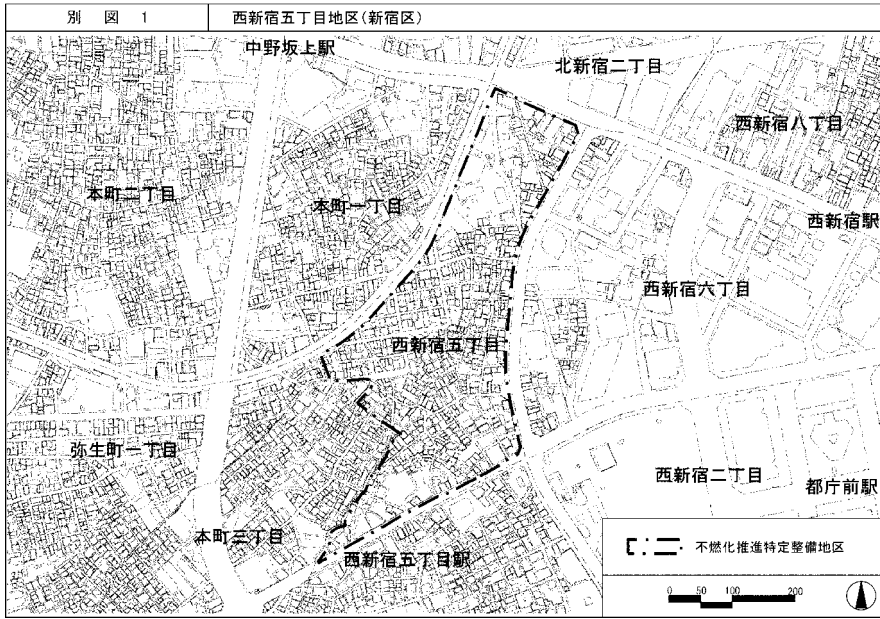 別図1
西新宿五丁目地区(新宿区)
中野坂上駅
北新宿二丁目
西新宿八丁目
本町二丁目
本町一丁目
西新宿駅
西新宿六丁目
西新宿五丁目
弥生町一丁目
西新宿二丁目
都庁前駅
本町三丁目
西新宿五丁目駅
不燃化推進特定整備地区
0 50 100 200